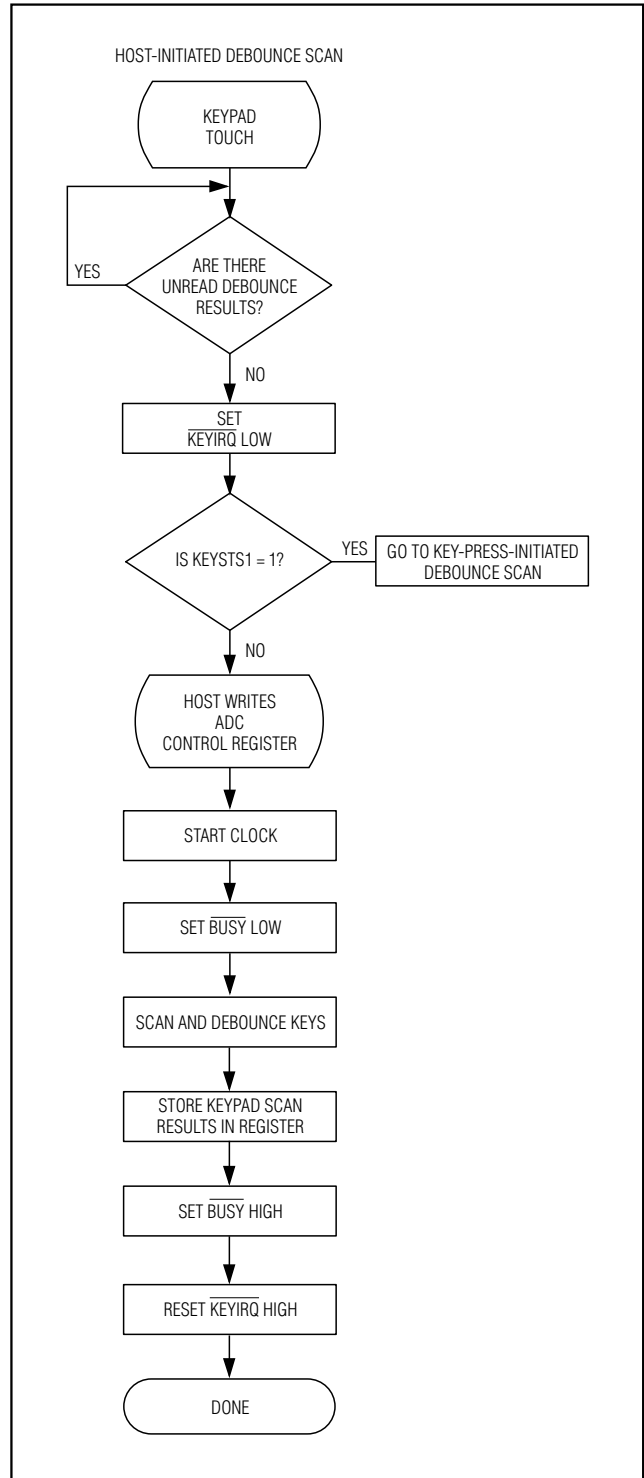 HOST-INITIATED DEBOUNCE SCAN
KEYPAD
TOUCH
YES
ARE THERE
UNREAD DEBOUNCE
RESULTS?
NO
SET
KEYIRQ LOW
IS KEYSTS1 = 1?
YES
GO TO KEY-PRESS-INITIATED
DEBOUNCE SCAN
NO
HOST WRITES
ADC
CONTROL REGISTER
START CLOCK
SET BUSY LOW
SCAN AND DEBOUNCE KEYS
STORE KEYPAD SCAN
RESULTS IN REGISTER
SET BUSY HIGH
RESET KEYIRQ HIGH
DONE